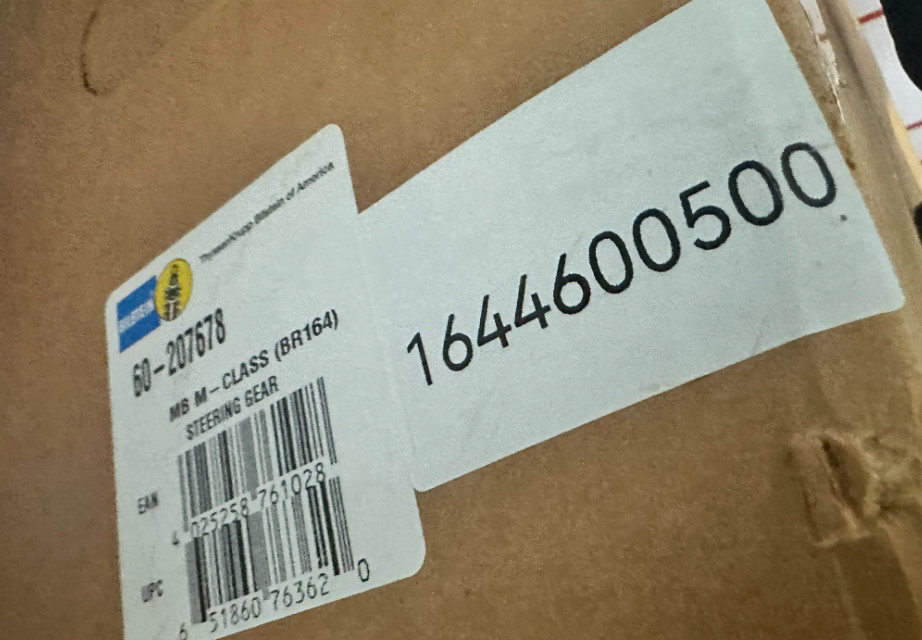 ThyssenKrupp Bilstein of America
BILSTEIN
60-207678
MB M-CLASS (BR164)
STEERING GEAR
EAN
4 025258 761028
UPC
6 51860 76362 0
1644600500